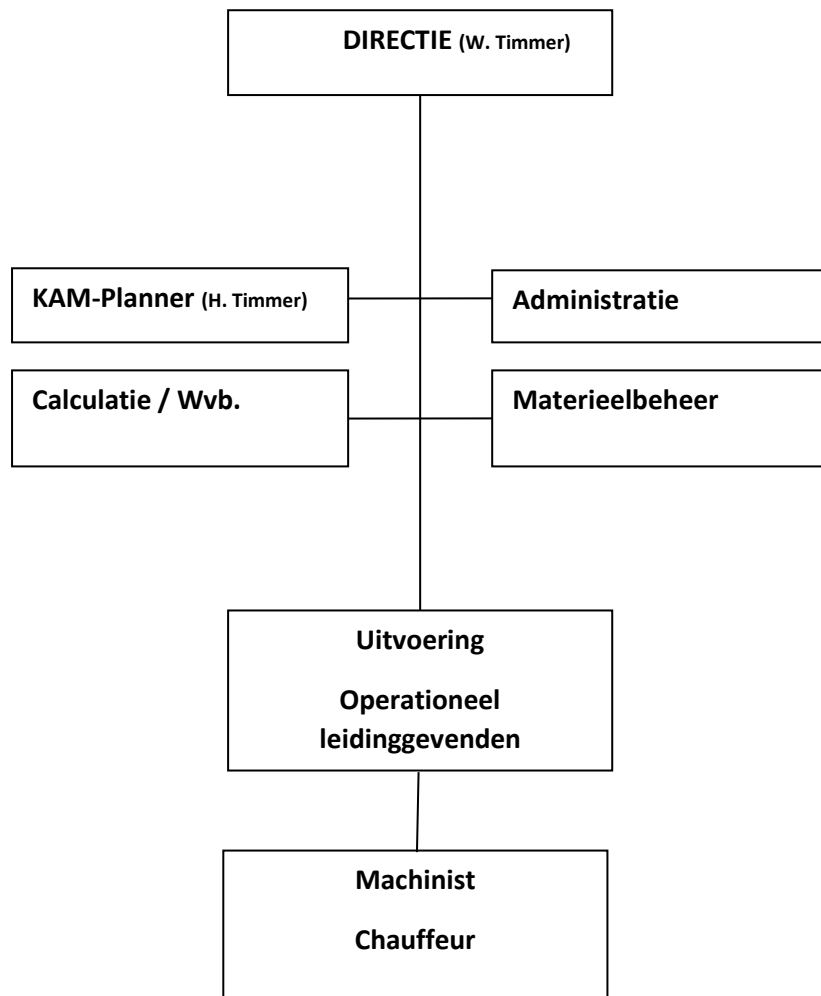 DIRECTIE (W. Timmer)
KAM-Planner (H. Timmer)
Administratie
Calculatie / Wvb.
Materieelbeheer
Uitvoering
Operationeel
leidinggevenden
Machinist
Chauffeur